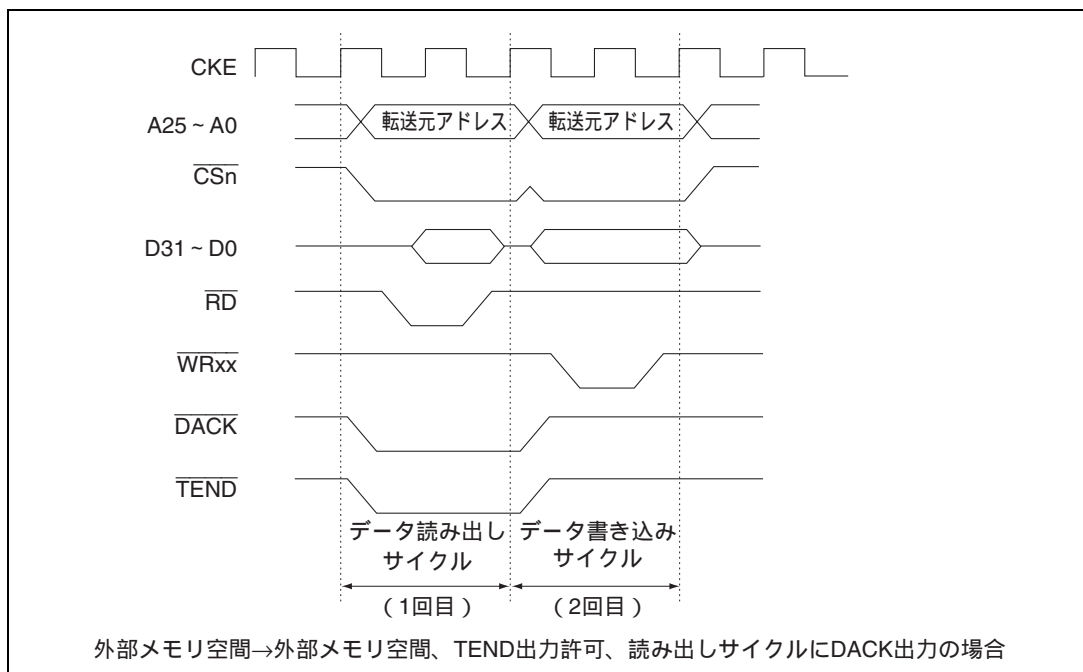 CKE
A25 ~ A0
転送元アドレス
転送元アドレス
CSn
D31 ~ D0
RD
WRxx
DACK
TEND
データ読み出し
サイクル
データ書き込み
サイクル
(1回目)
(2回目)
外部メモリ空間→外部メモリ空間、TEND出力許可、読み出しサイクルにDACK出力の場合